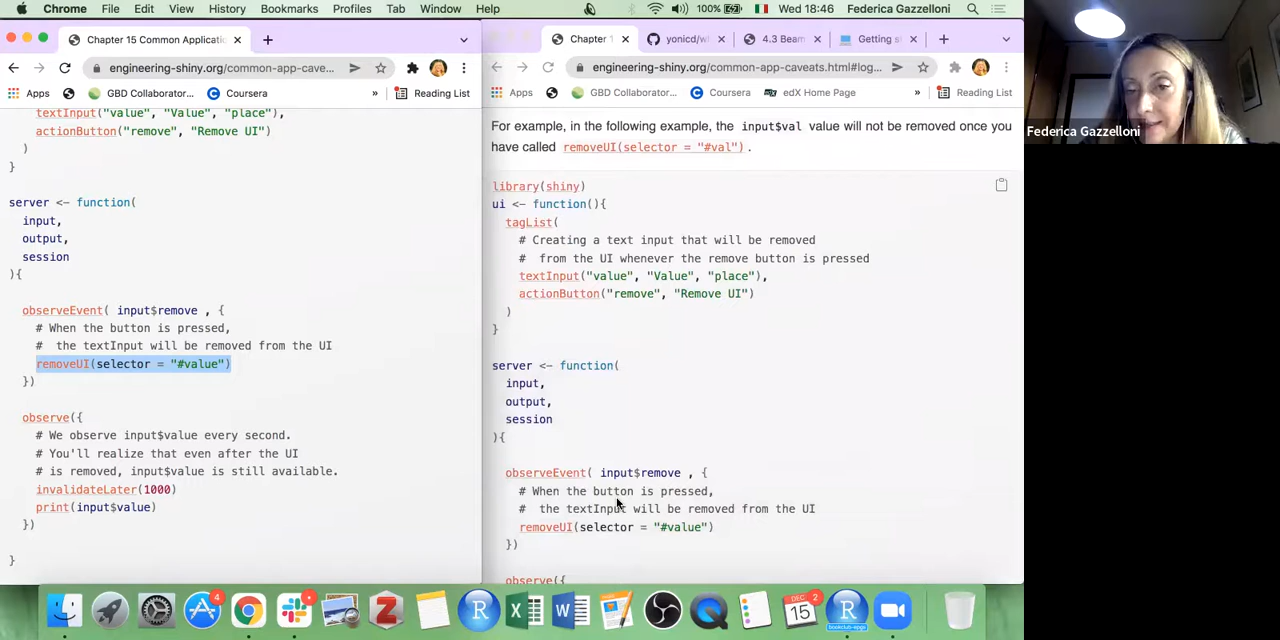 Chrome File Edit View History Bookmarks Profiles Tab Window Help 100% Wed 18:46 Federica Gazzelloni
Chapter 15 Common Applicatio
engineering-shiny.org/common-app-cave...
Apps GBD Collaborator... Coursera » Reading List
textInput("value", "Value", "place"),
actionButton("remove", "Remove UI")
)
}
server <- function(
input,
output,
session
){
observeEvent( input$remove , {
# When the button is pressed,
#  the textInput will be removed from the UI
removeUI(selector = "#value")
})
observe({
# We observe input$value every second.
# You'll realize that even after the UI
# is removed, input$value is still available.
invalidateLater(1000)
print(input$value)
})
}
Chapter 1 yonicd/w 4.3 Beam Getting s
engineering-shiny.org/common-app-caveats.html#log...
Apps GBD Collaborator... Coursera edX Home Page » Reading List
For example, in the following example, the input$val value will not be removed once you
have called removeUI(selector = "#val") .
library(shiny)
ui <- function(){
tagList(
# Creating a text input that will be removed
#  from the UI whenever the remove button is pressed
textInput("value", "Value", "place"),
actionButton("remove", "Remove UI")
)
}
server <- function(
input,
output,
session
){
observeEvent( input$remove , {
# When the button is pressed,
#  the textInput will be removed from the UI
removeUI(selector = "#value")
})
observe({
Federica Gazzelloni
4
DEC 2
15